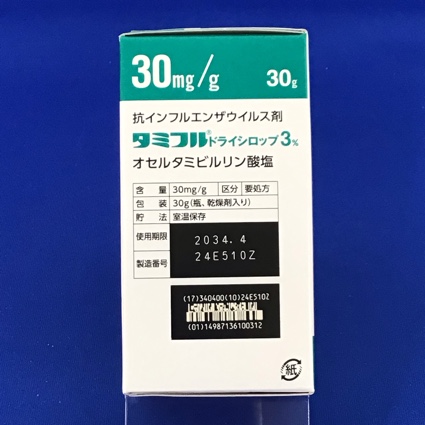 30mg/g 30g
抗インフルエンザウイルス剤
タミフル®ドライシロップ3%
オセルタミビルリン酸塩
含 量 30mg/g 区分 要処方
包 装 30g(瓶、乾燥剤入り)
貯 法 室温保存
使用期限 2034.4
製造番号 24E510Z
(17)340400(10)24E510Z
(01)14987136100312
紙